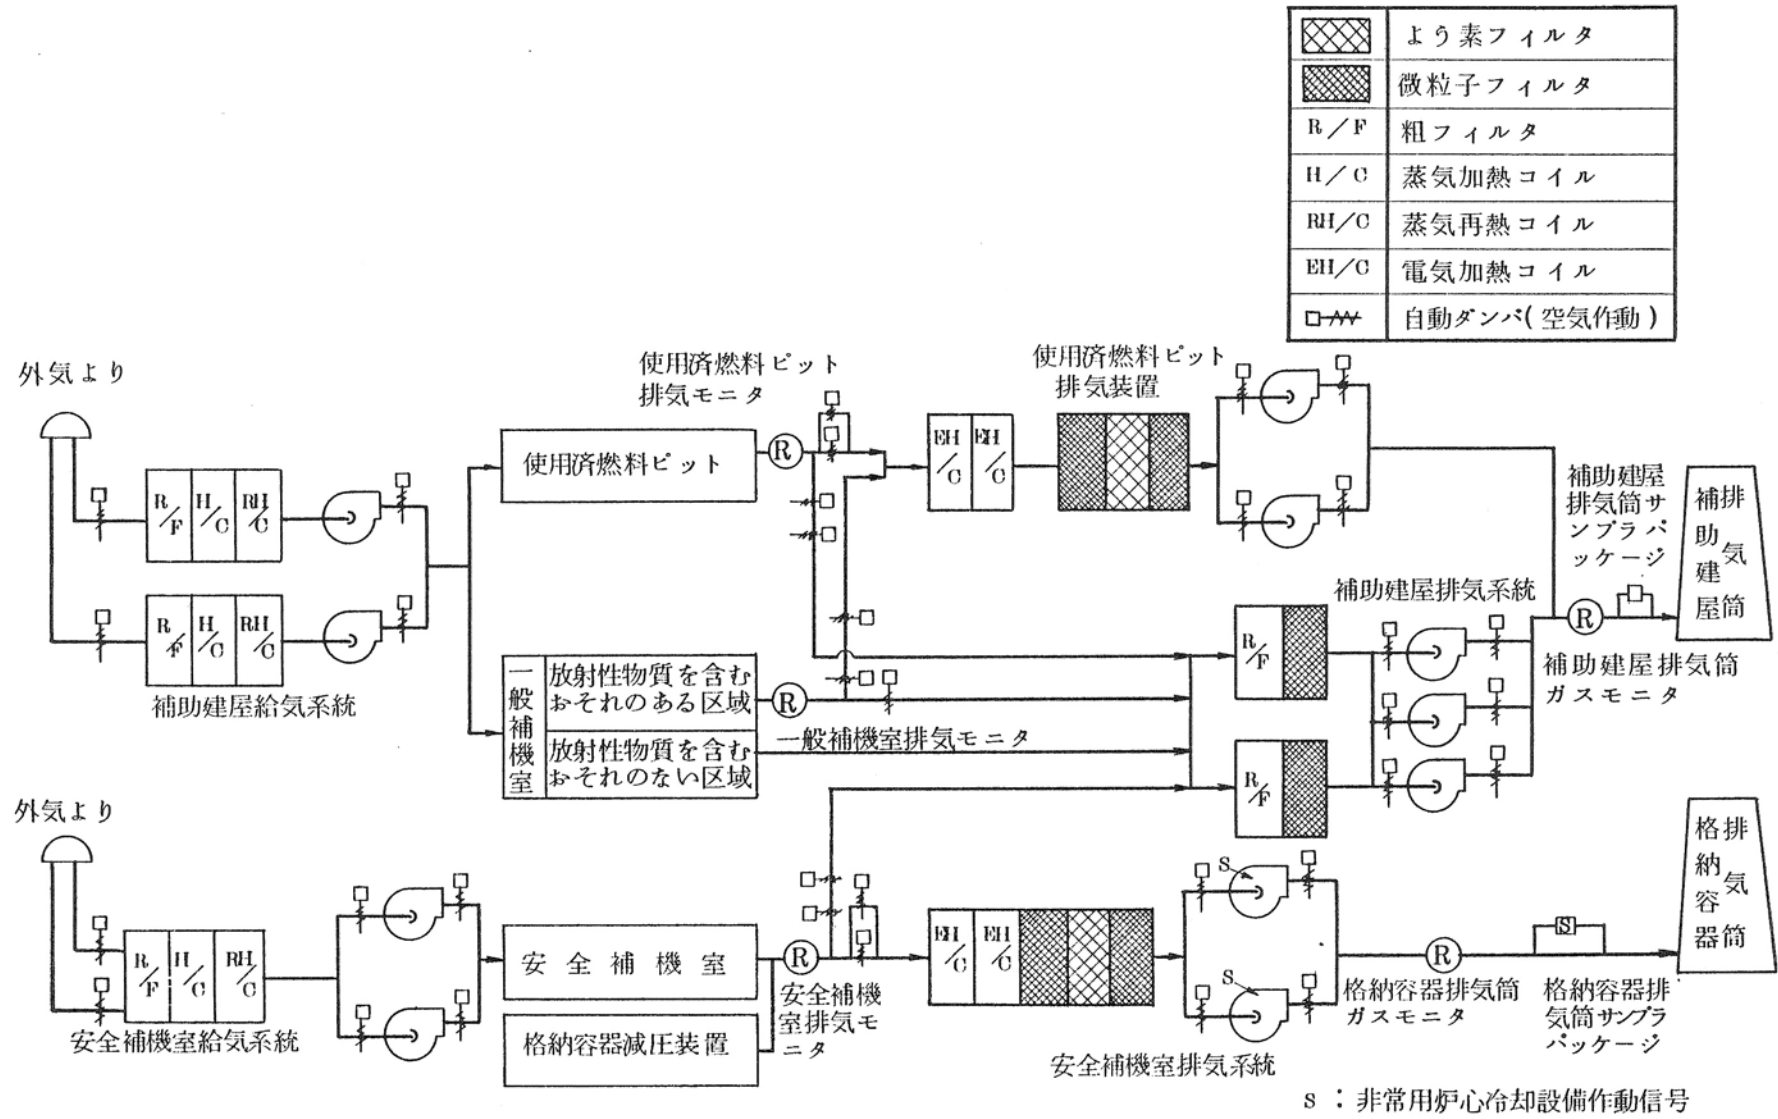 よう素フィルタ
微粒子フィルタ
R/F 粗フィルタ
H/C 蒸気加熱コイル
RH/C 蒸気再熱コイル
EH/C 電気加熱コイル
自動ダンパ(空気作動)
外気より
R/F H/C RH/C
R/F H/C RH/C
補助建屋給気系統
使用済燃料ピット
排気モニタ
使用済燃料ピット
R
EH/C EH/C
使用済燃料ピット
排気装置
一般補機室
放射性物質を含む
おそれのある区域
放射性物質を含む
おそれのない区域
R
一般補機室排気モニタ
R/F
R/F
補助建屋排気系統
補助建屋
排気筒サ
ンプラパ
ッケージ
R
補助建屋排気筒
ガスモニタ
補助建屋
排気筒
外気より
R/F H/C RH/C
安全補機室給気系統
安全補機室
格納容器減圧装置
R
安全補機
室排気モ
ニタ
EH/C EH/C
S
S
安全補機室排気系統
R
格納容器排気筒
ガスモニタ
S
格納容器排
気筒サンプラ
パッケージ
格納容器
排気筒
S:非常用炉心冷却設備作動信号